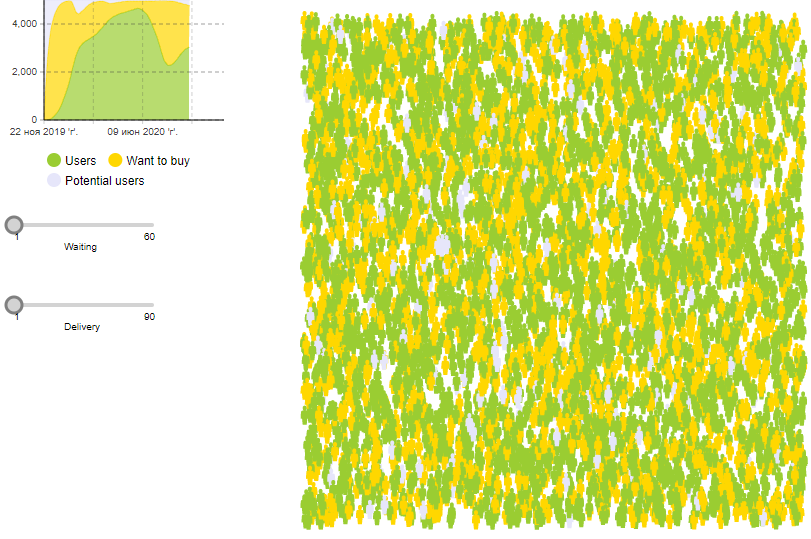 4,000
2,000
0
22 ноя 2019 'г'. 09 июн 2020 'г'.
Users Want to buy
Potential users
1 60
Waiting
1 90
Delivery